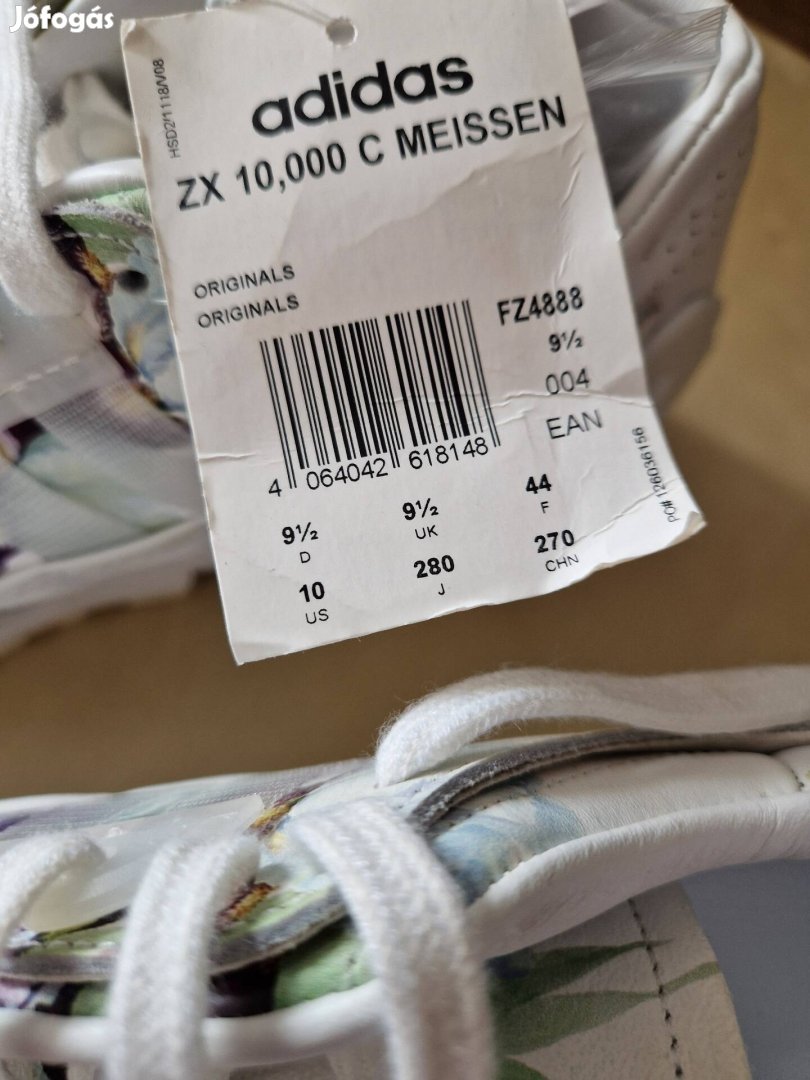 Jófogás
HSD2/1118/V08
adidas
ZX 10,000 C MEISSEN
ORIGINALS
ORIGINALS
FZ4888
9½
004
EAN
4 064042 618148
PO# 126036156
9½ 9½ 44
D UK F
10 280 270
US J CHN